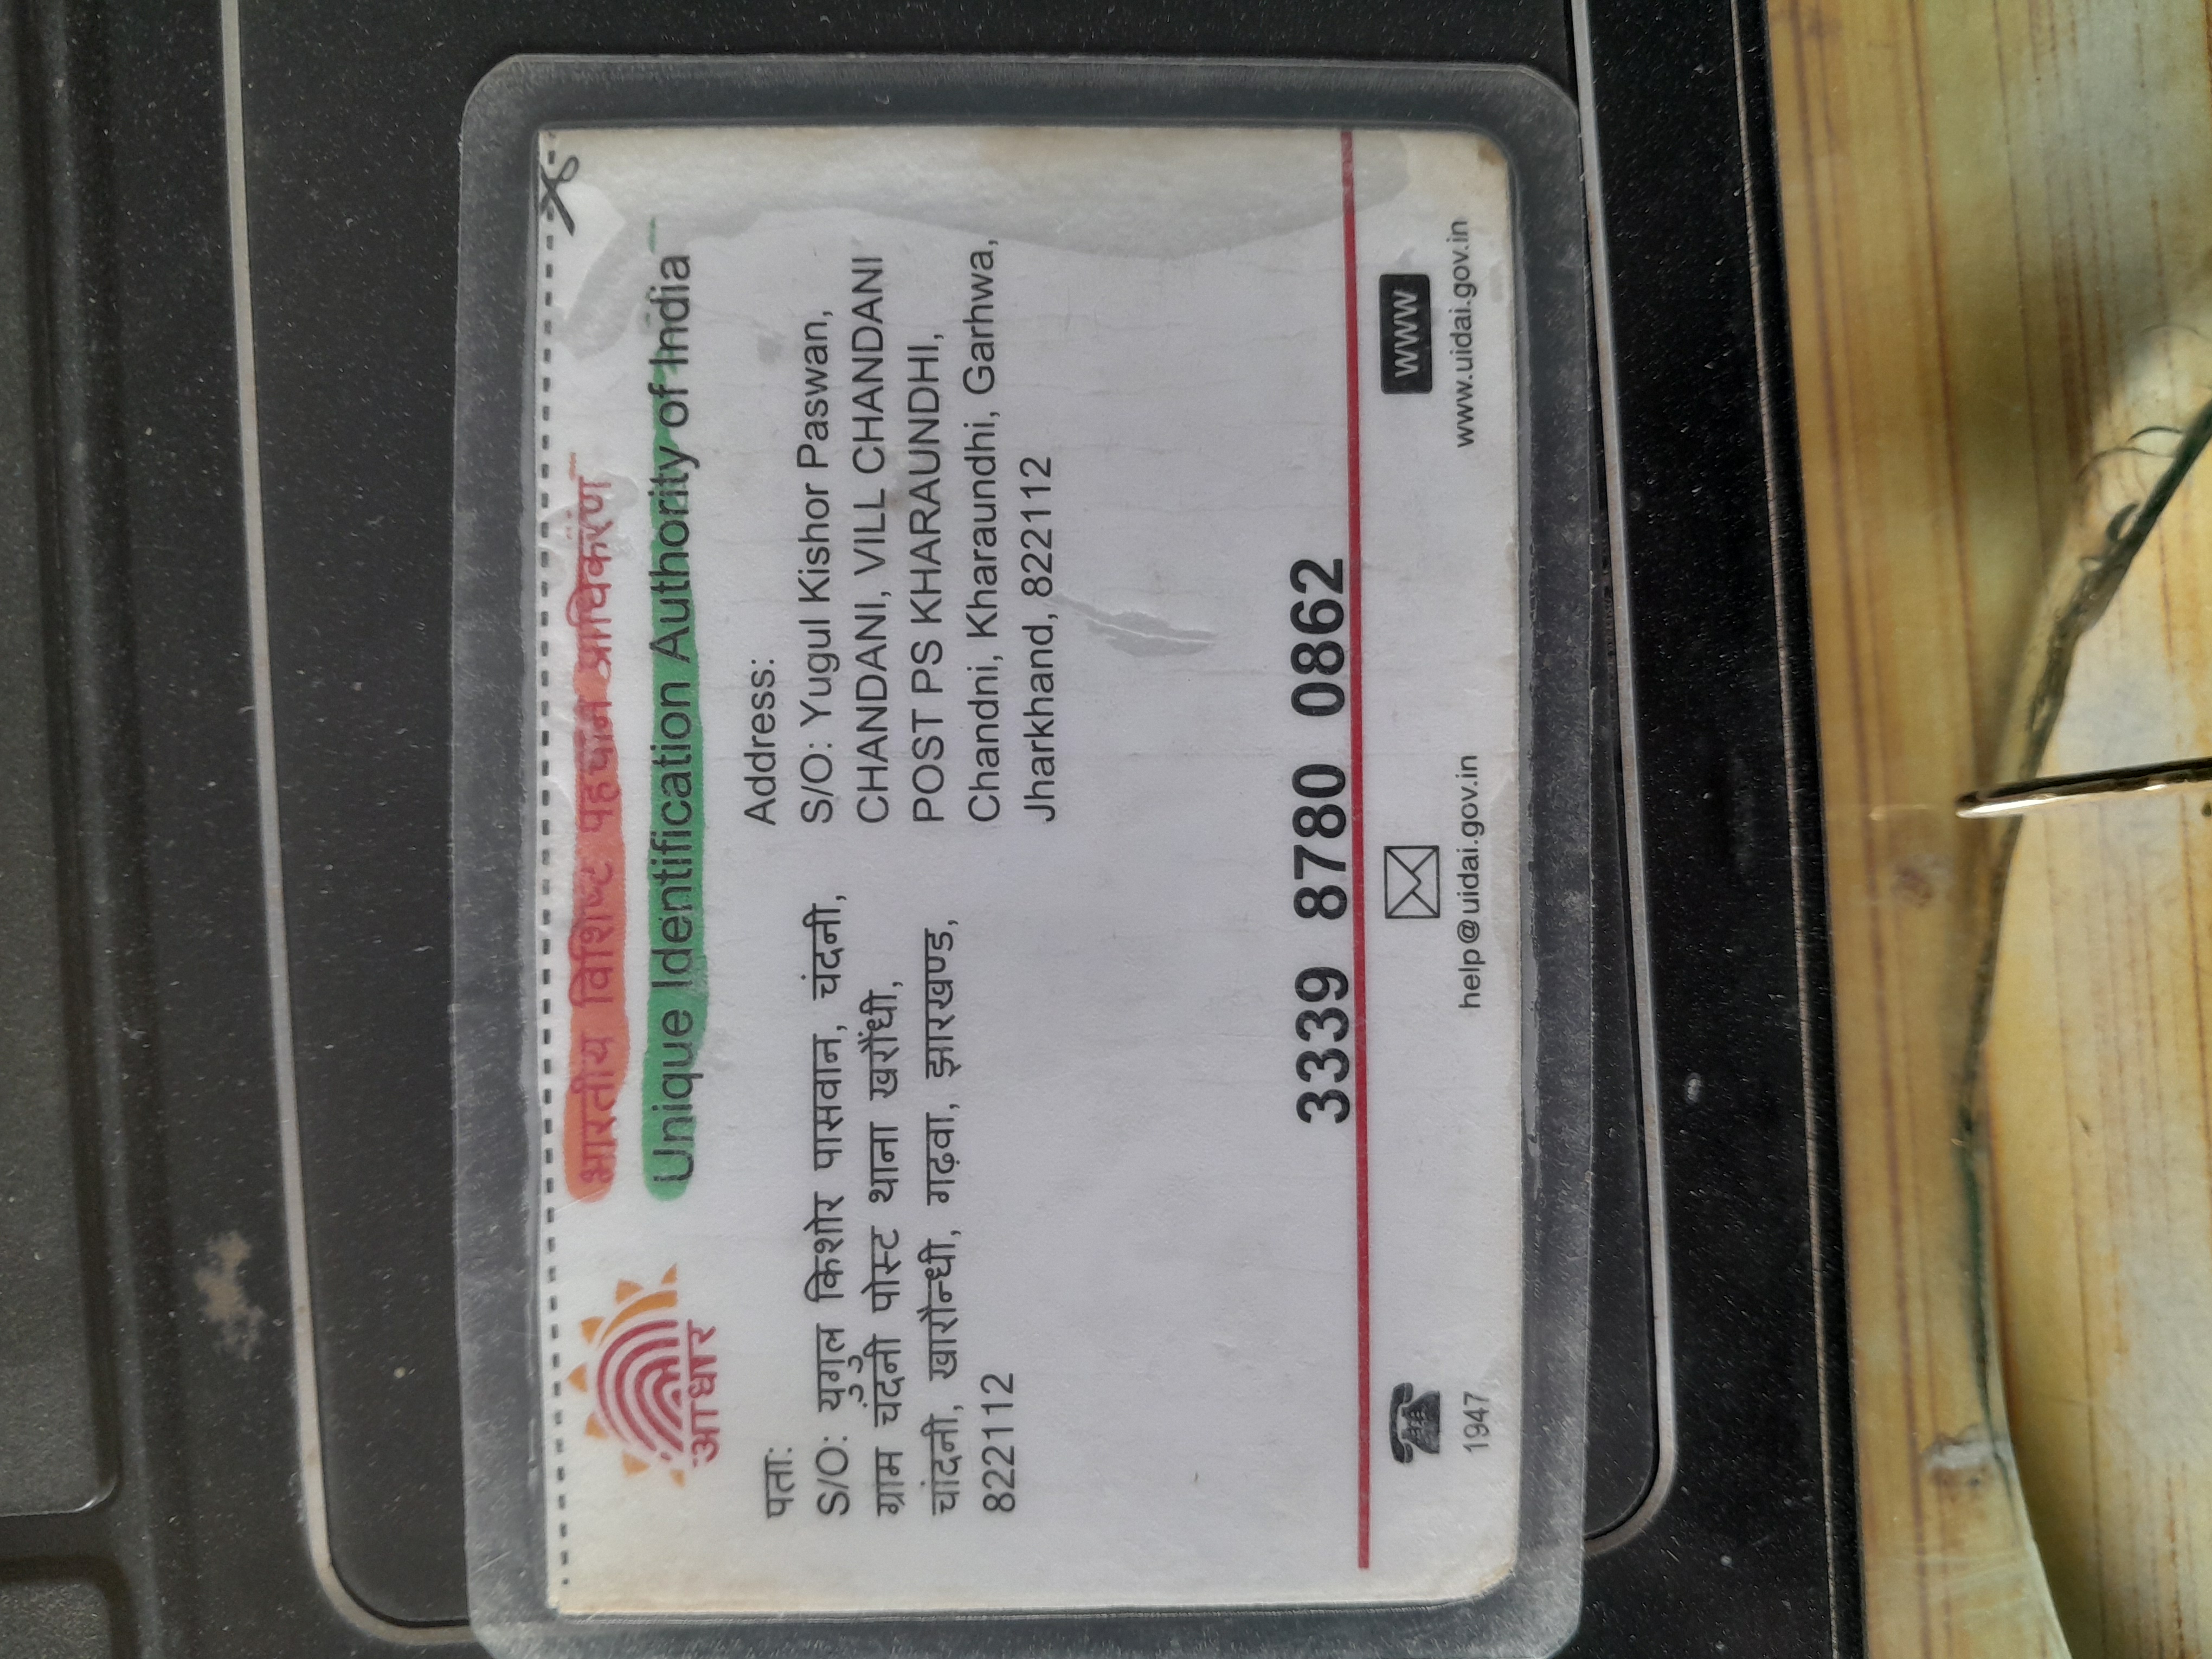 भारतीय विशिष्ट पहचान प्राधिकरण
Unique Identification Authority of India
आधार
पता:
S/O: युगुल किशोर पासवान, चंदनी,
ग्राम चंदनी पोस्ट थाना खरौंधी,
चांदनी, खारौन्धी, गढ़वा, झारखण्ड,
822112
Address:
S/O: Yugul Kishor Paswan,
CHANDANI, VILL CHANDANI
POST PS KHARAUNDHI,
Chandni, Kharaundhi, Garhwa,
Jharkhand, 822112
3339 8780 0862
1947
help@uidai.gov.in
www
www.uidai.gov.in